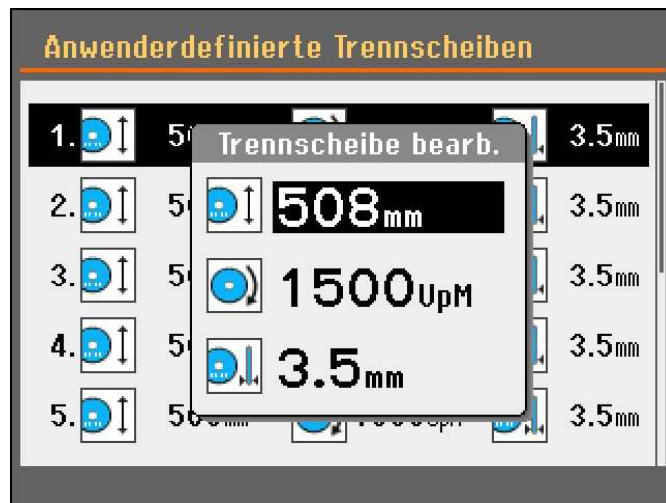 Anwenderdefinierte Trennscheiben
Trennscheibe bearb.
508mm
1500UpM
3.5mm
1. 3.5mm
2. 3.5mm
3. 3.5mm
4. 3.5mm
5. 3.5mm